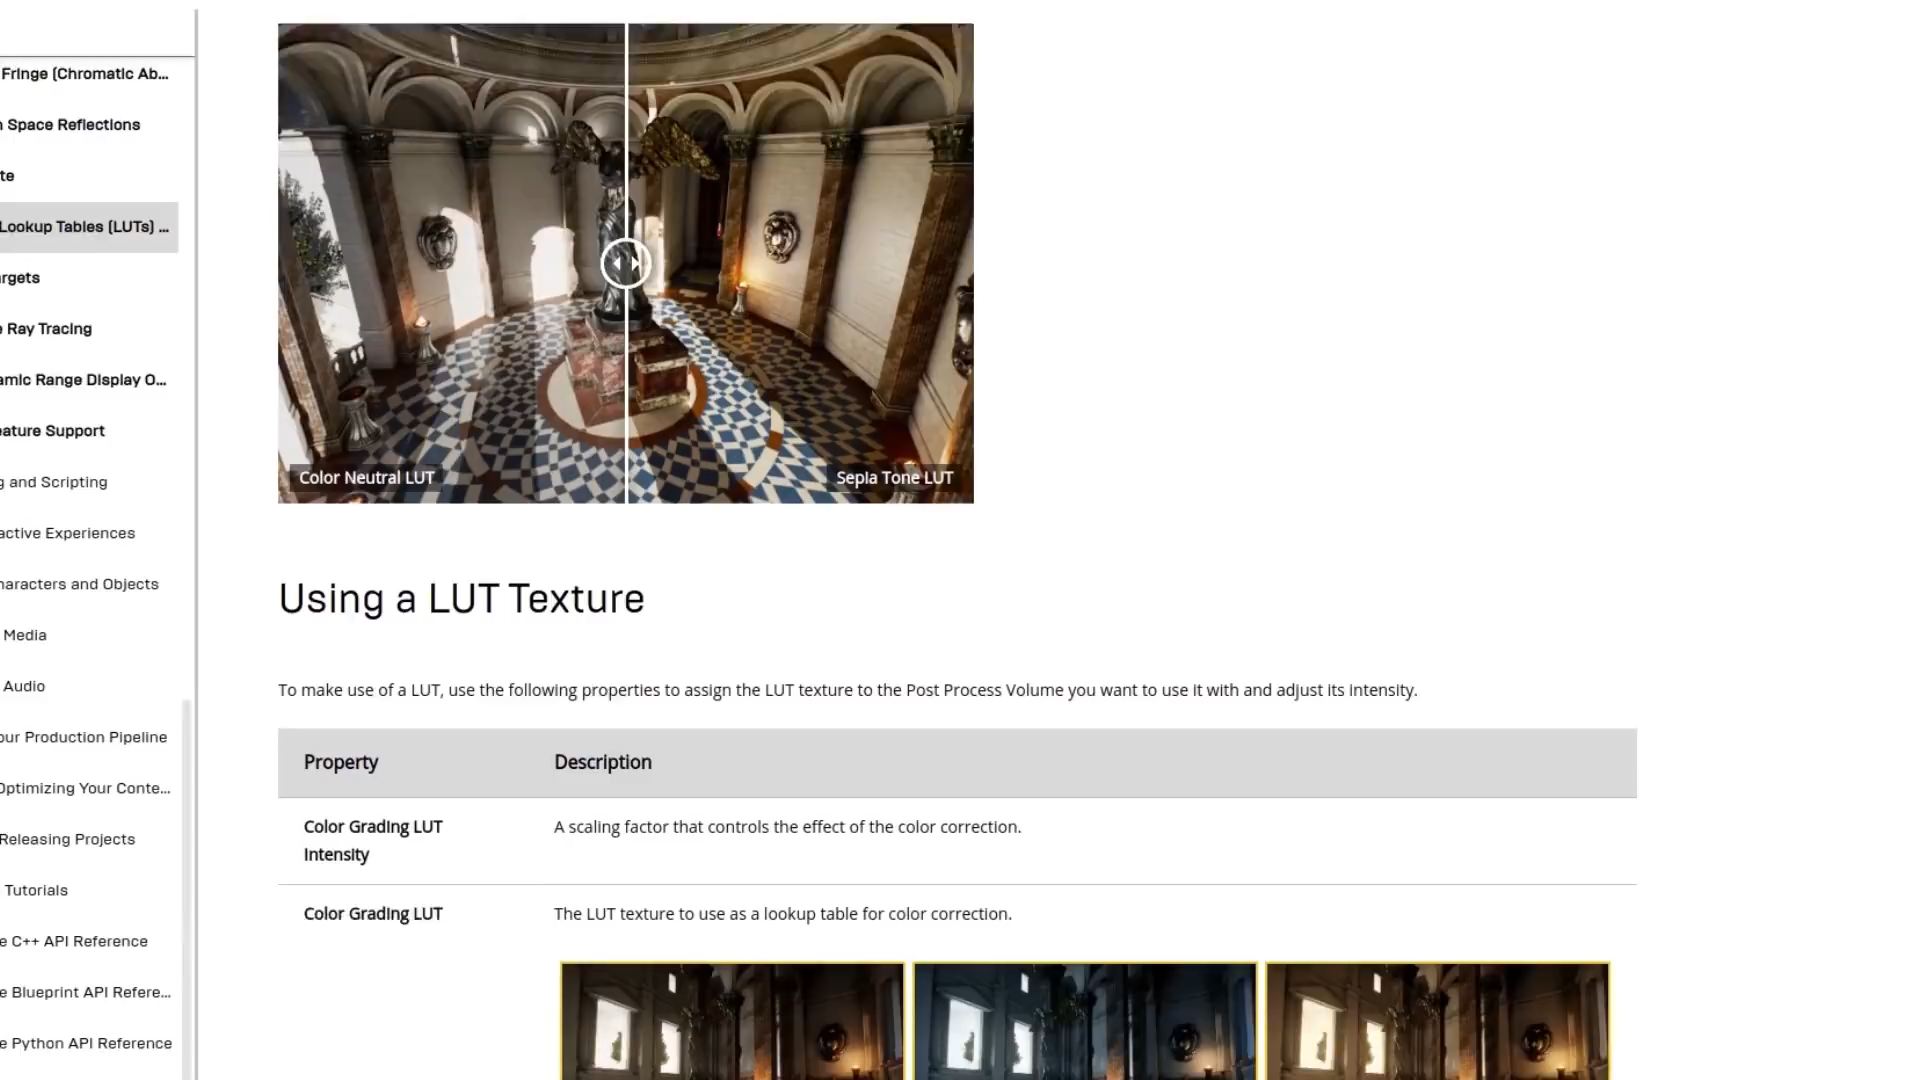 Fringe (Chromatic Ab...
Space Reflections
te
Lookup Tables (LUTs) ...
rgets
e Ray Tracing
amic Range Display O...
eature Support
g and Scripting
active Experiences
haracters and Objects
Media
Audio
our Production Pipeline
Optimizing Your Conte...
Releasing Projects
Tutorials
e C++ API Reference
e Blueprint API Refere...
e Python API Reference
Color Neutral LUT
Sepia Tone LUT
Using a LUT Texture
To make use of a LUT, use the following properties to assign the LUT texture to the Post Process Volume you want to use it with and adjust its intensity.
Property Description
Color Grading LUT Intensity A scaling factor that controls the effect of the color correction.
Color Grading LUT The LUT texture to use as a lookup table for color correction.